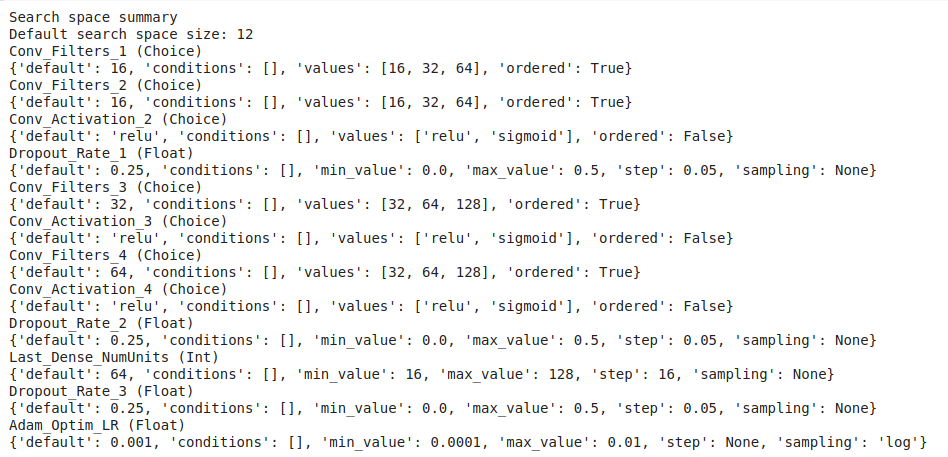 Search space summary
Default search space size: 12
Conv_Filters_1 (Choice)
{'default': 16, 'conditions': [], 'values': [16, 32, 64], 'ordered': True}
Conv_Filters_2 (Choice)
{'default': 16, 'conditions': [], 'values': [16, 32, 64], 'ordered': True}
Conv_Activation_2 (Choice)
{'default': 'relu', 'conditions': [], 'values': ['relu', 'sigmoid'], 'ordered': False}
Dropout_Rate_1 (Float)
{'default': 0.25, 'conditions': [], 'min_value': 0.0, 'max_value': 0.5, 'step': 0.05, 'sampling': None}
Conv_Filters_3 (Choice)
{'default': 32, 'conditions': [], 'values': [32, 64, 128], 'ordered': True}
Conv_Activation_3 (Choice)
{'default': 'relu', 'conditions': [], 'values': ['relu', 'sigmoid'], 'ordered': False}
Conv_Filters_4 (Choice)
{'default': 64, 'conditions': [], 'values': [32, 64, 128], 'ordered': True}
Conv_Activation_4 (Choice)
{'default': 'relu', 'conditions': [], 'values': ['relu', 'sigmoid'], 'ordered': False}
Dropout_Rate_2 (Float)
{'default': 0.25, 'conditions': [], 'min_value': 0.0, 'max_value': 0.5, 'step': 0.05, 'sampling': None}
Last_Dense_NumUnits (Int)
{'default': 64, 'conditions': [], 'min_value': 16, 'max_value': 128, 'step': 16, 'sampling': None}
Dropout_Rate_3 (Float)
{'default': 0.25, 'conditions': [], 'min_value': 0.0, 'max_value': 0.5, 'step': 0.05, 'sampling': None}
Adam_Optim_LR (Float)
{'default': 0.001, 'conditions': [], 'min_value': 0.0001, 'max_value': 0.01, 'step': None, 'sampling': 'log'}